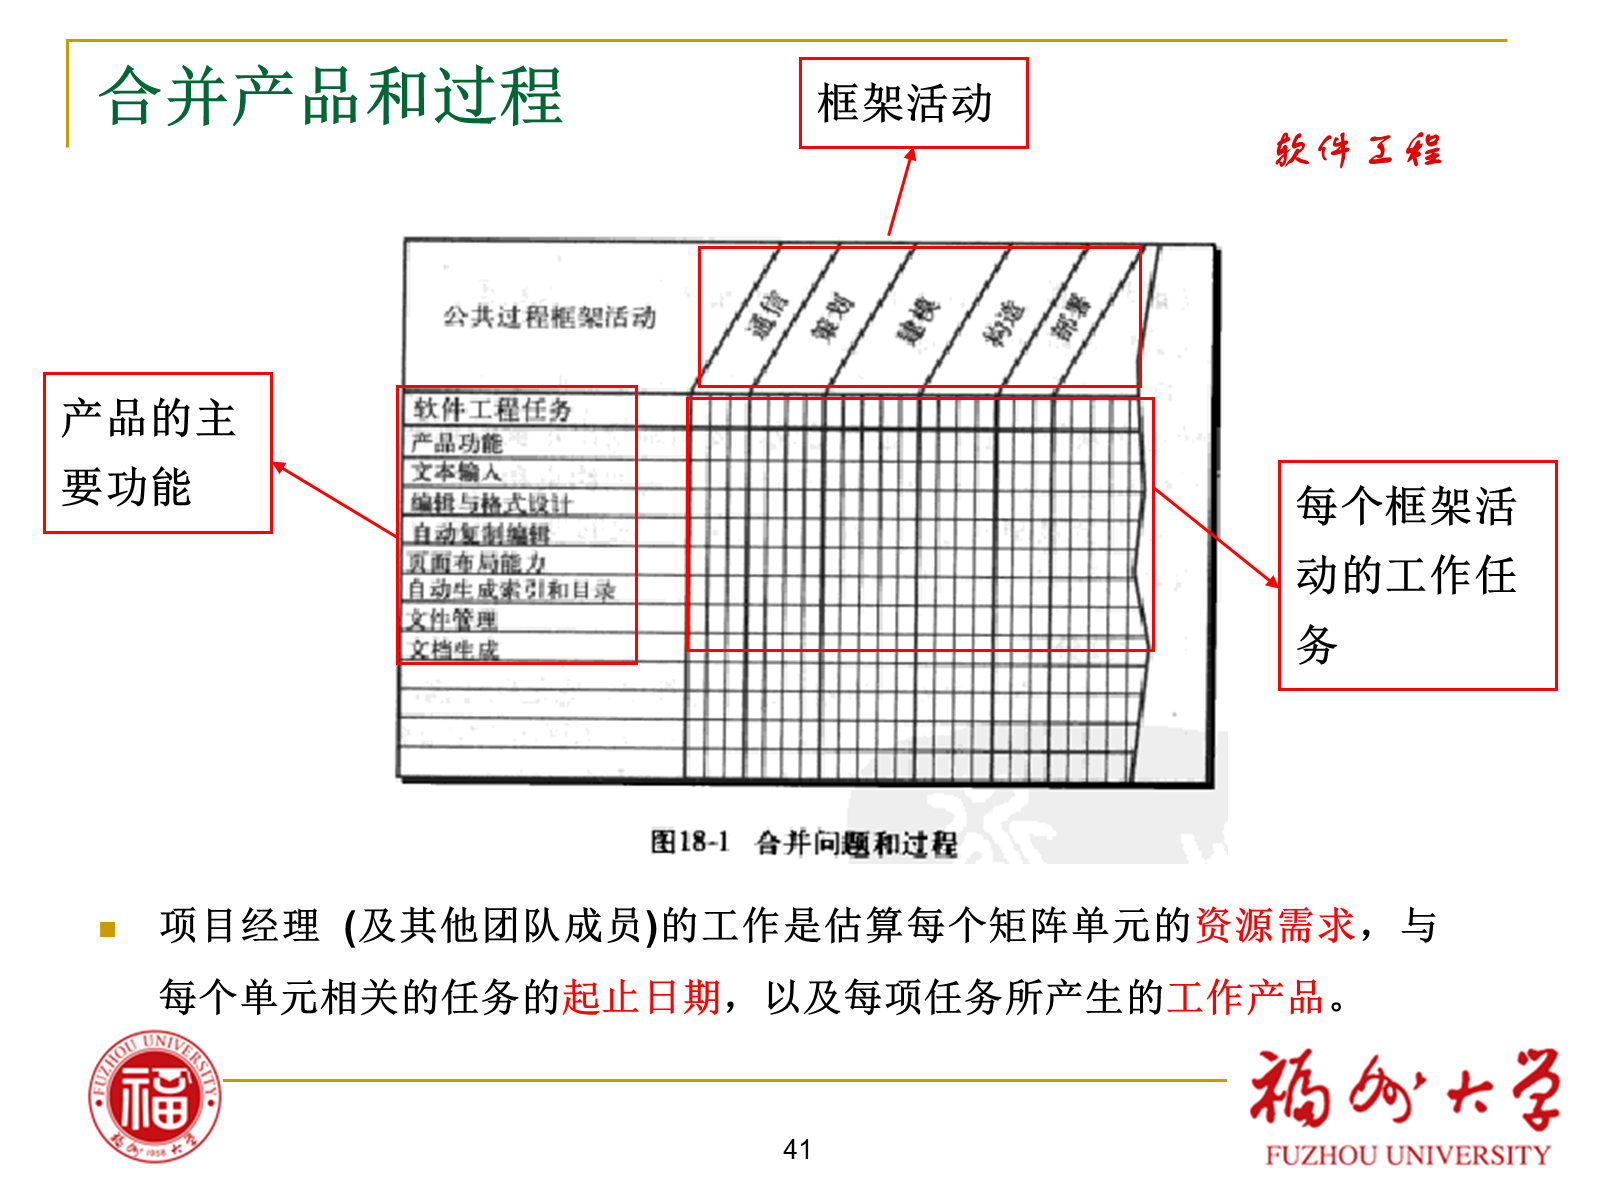 合并产品和过程
框架活动
软件工程
公共过程框架活动
通信
策划
建模
构造
部署
产品的主
要功能
软件工程任务
产品功能
文本输入
编辑与格式设计
自动复制编辑
页面布局能力
自动生成索引和目录
文件管理
文档生成
每个框架活
动的工作任
务
图18-1 合并问题和过程
项目经理 (及其他团队成员)的工作是估算每个矩阵单元的资源需求，与
每个单元相关的任务的起止日期，以及每项任务所产生的工作产品。
FUZHOU UNIVERSITY
福
福州大学
1958
41
福州大学
FUZHOU UNIVERSITY